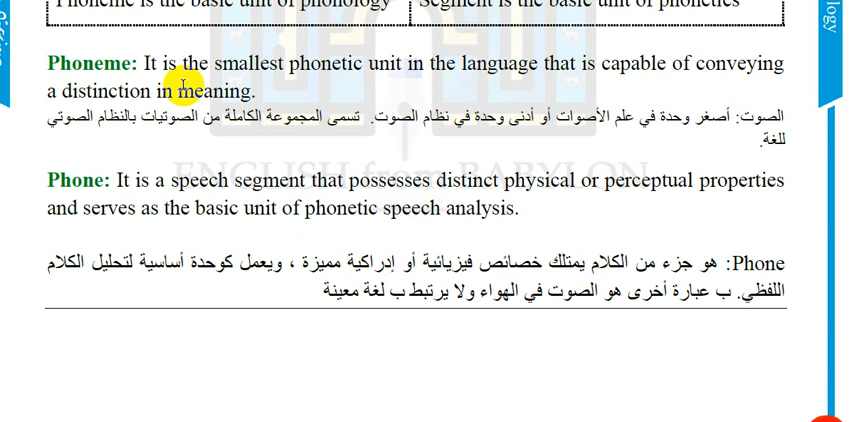 Phoneme is the basic unit of phonology Segment is the basic unit of phonetics
ology
Phoneme: It is the smallest phonetic unit in the language that is capable of conveying
a distinction in meaning.
الصوت: أصغر وحدة في علم الأصوات أو أدنى وحدة في نظام الصوت. تسمى المجموعة الكاملة من الصوتيات بالنظام الصوتي
للغة.
ENGLISH from BABYLON
Phone: It is a speech segment that possesses distinct physical or perceptual properties
and serves as the basic unit of phonetic speech analysis.
Phone: هو جزء من الكلام يمتلك خصائص فيزيائية أو إدراكية مميزة ، ويعمل كوحدة أساسية لتحليل الكلام
اللفظي. ب عبارة أخرى هو الصوت في الهواء ولا يرتبط ب لغة معينة